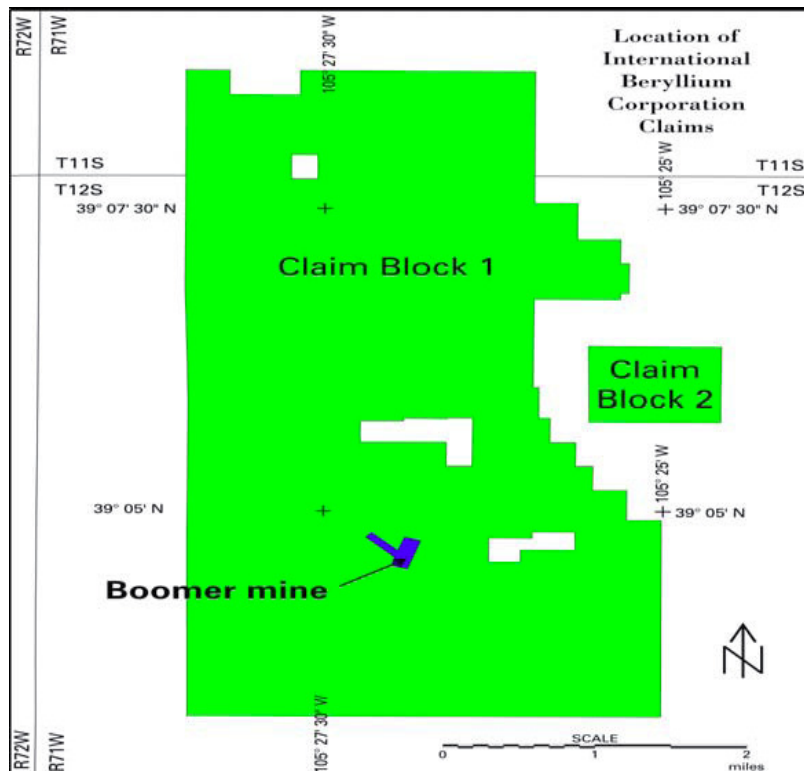 R72W
R71W
105° 27' 30" W
Location of
International
Beryllium
Corporation
Claims
105° 25' W
T11S
T12S
T11S
T12S
39° 07' 30" N
39° 07' 30" N
Claim Block 1
Claim
Block 2
105° 25' W
39° 05' N
39° 05' N
Boomer mine
N
105° 27' 30" W
R72W
R71W
SCALE
0
1
2
miles